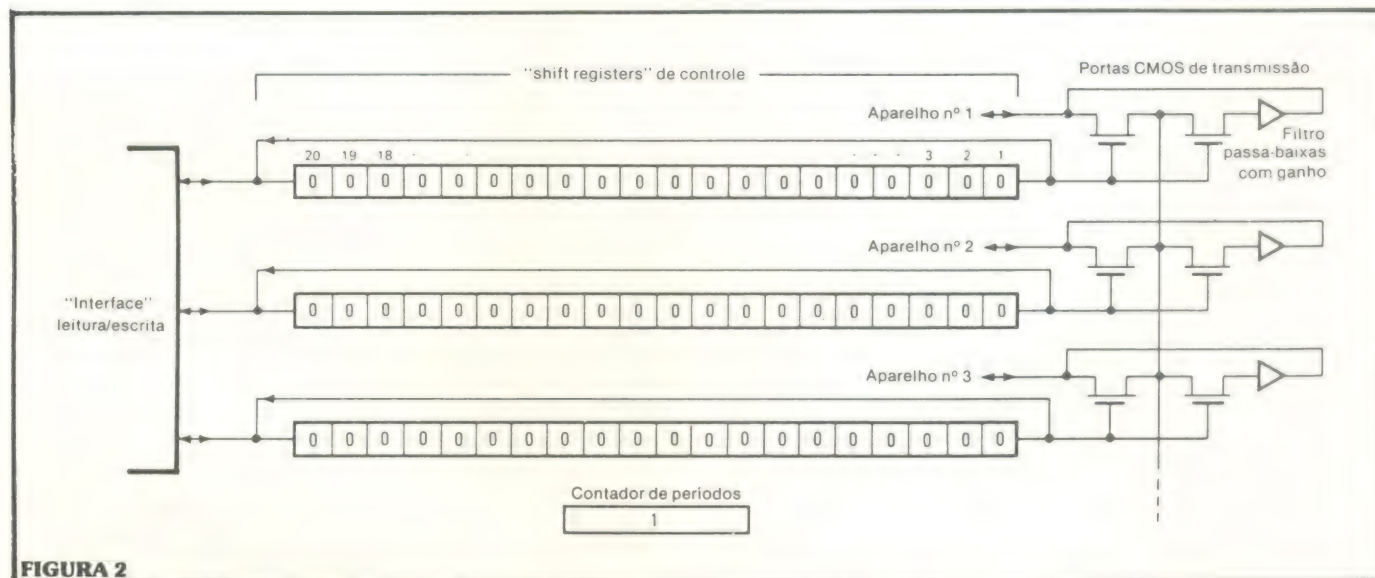 "shift registers" de controle
Portas CMOS de transmissão
Aparelho nº 1
Filtro
passa-baixas
com ganho
20 19 18 . . . . . 3 2 1
0 0 0 0 0 0 0 0 0 0 0 0 0 0 0 0 0 0 0 0
Aparelho nº 2
"Interface"
leitura/escrita
0 0 0 0 0 0 0 0 0 0 0 0 0 0 0 0 0 0 0 0
Aparelho nº 3
0 0 0 0 0 0 0 0 0 0 0 0 0 0 0 0 0 0 0 0
Contador de períodos
1
FIGURA 2